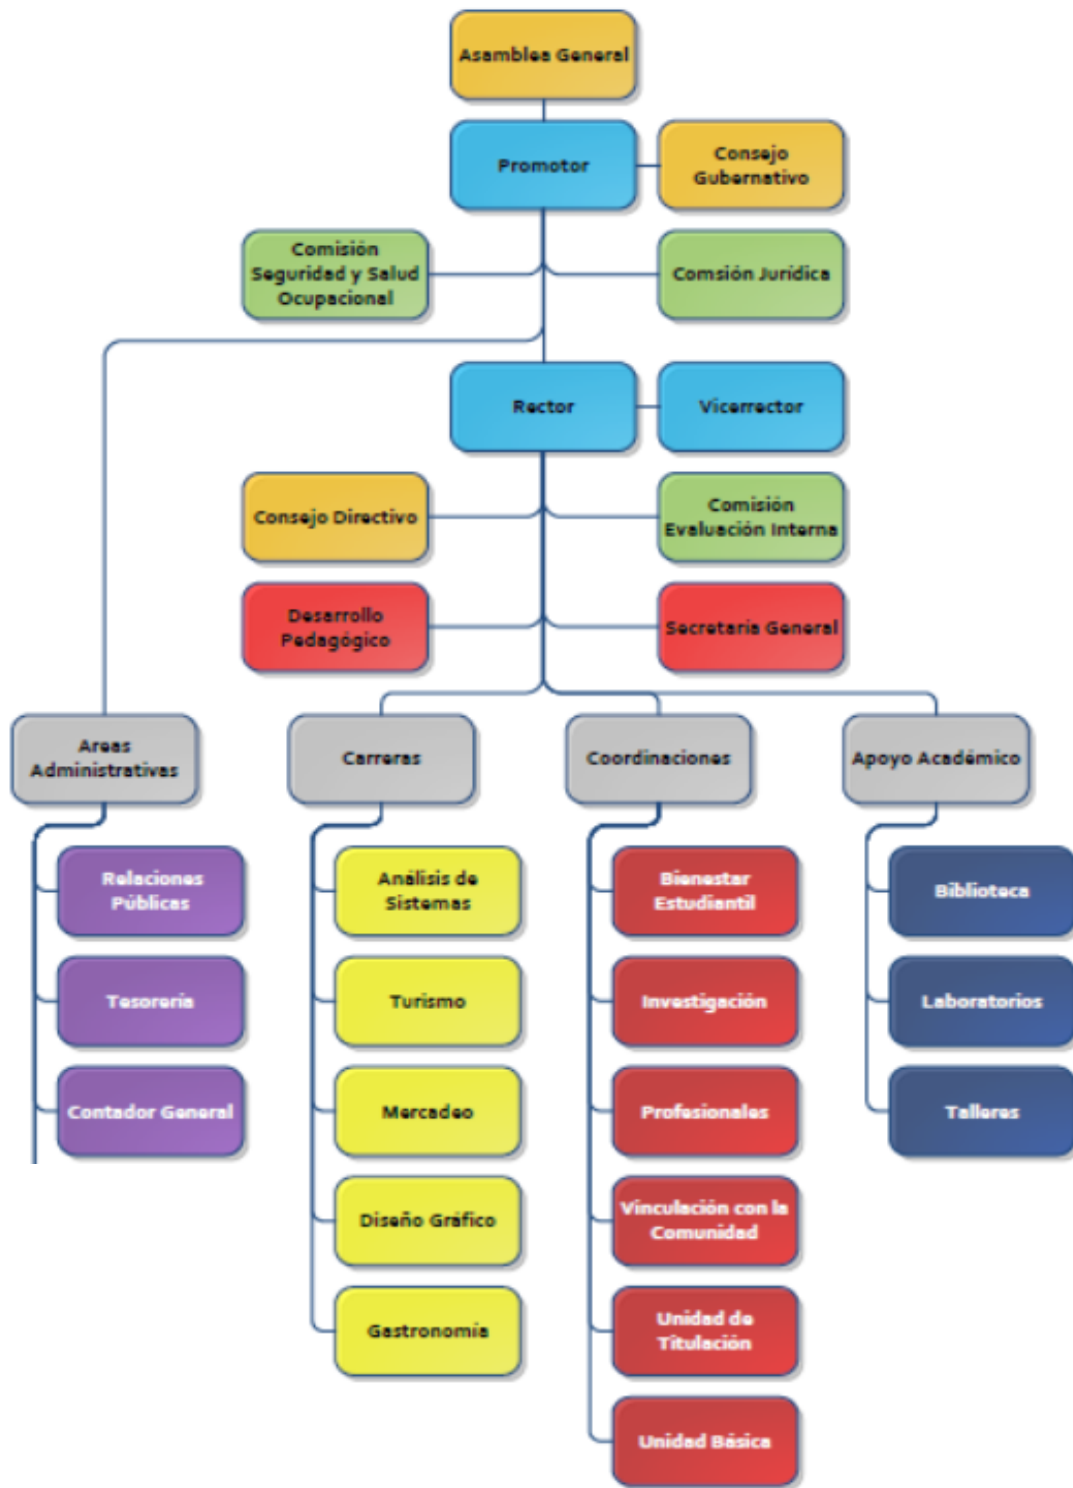 Asamblea General
Promotor
Consejo
Gubernativo
Comisión
Seguridad y Salud
Ocupacional
Comsión Jurídica
Rector
Vicerrector
Consejo Directivo
Comisión
Evaluación Interna
Desarrollo
Pedagógico
Secretaría General
Areas
Administrativas
Carreras
Coordinaciones
Apoyo Académico
Relaciones
Públicas
Tesorería
Contador General
Análisis de
Sistemas
Turismo
Mercadeo
Diseño Gráfico
Gastronomía
Bienestar
Estudiantil
Investigación
Profesionales
Vinculación con la
Comunidad
Unidad de
Titulación
Unidad Básica
Biblioteca
Laboratorios
Talleres